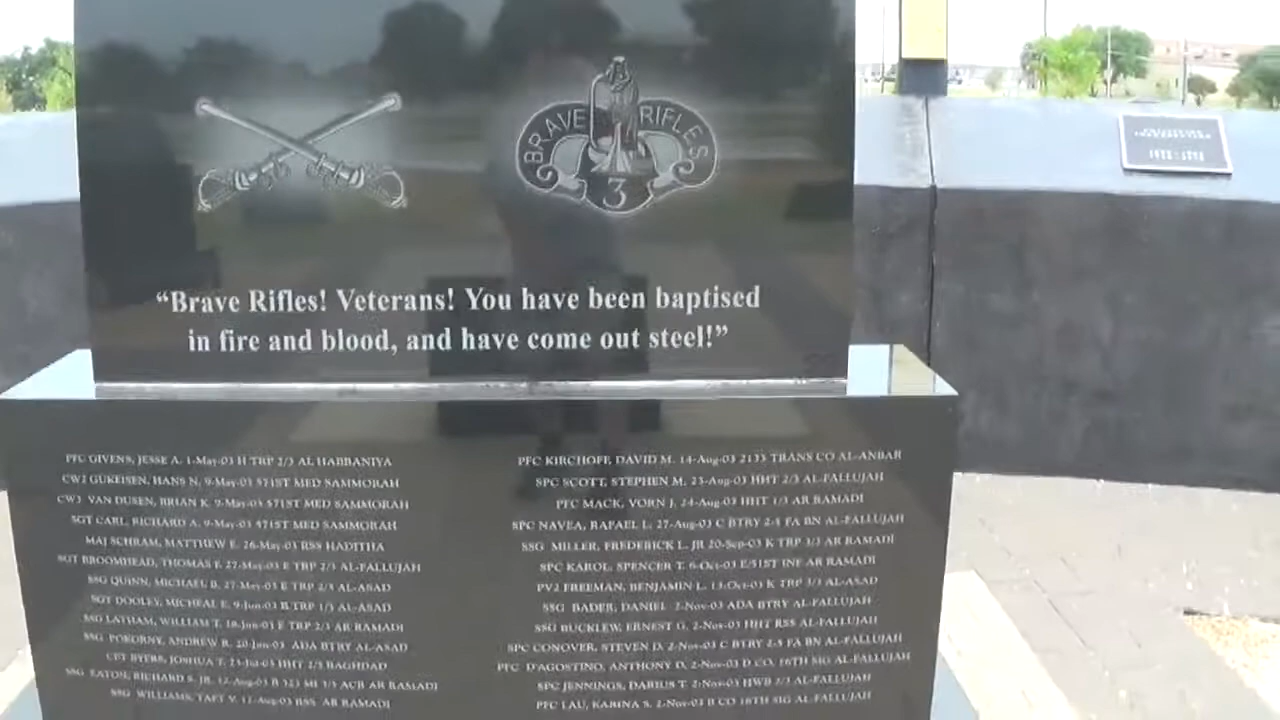 BRAVE RIFLES
3
“Brave Rifles! Veterans! You have been baptised
in fire and blood, and have come out steel!”
PFC GIVENS, JESSE A. 1-May-03 H TRP 2/3 AL HABBANIYA
CW2 GUKEISEN, HANS N. 9-May-03 571ST MED SAMMORAH
CW3 VAN DUSEN, BRIAN K. 9-May-03 571ST MED SAMMORAH
SGT CARL, RICHARD A. 9-May-03 571ST MED SAMMORAH
MAJ SCHRAM, MATTHEW E. 26-May-03 RSS HADITHA
SGT BROOMHEAD, THOMAS F. 27-May-03 E TRP 2/3 AL-FALLUJAH
SSG QUINN, MICHAEL B. 27-May-03 E TRP 2/3 AL-ASAD
SGT DOOLEY, MICHEAL E. 9-Jun-03 B TRP 1/3 AL-ASAD
SSG LATHAM, WILLIAM T. 18-Jun-03 E TRP 2/3 AR RAMADI
SSG POKORNY, ANDREW R. 20-Jun-03 ADA BTRY AL-ASAD
CPT BYERS, JOSHUA T. 23-Jul-03 HHT 2/3 BAGHDAD
SSG EATON, RICHARD S. JR. 12-Aug-03 B 323 MI 3/3 ACR AR RAMADI
SSG WILLIAMS, TAFT V. 12-Aug-03 RSS AR RAMADI
PFC KIRCHOFF, DAVID M. 14-Aug-03 2133 TRANS CO AL-ANBAR
SPC SCOTT, STEPHEN M. 23-Aug-03 HHT 2/3 AL-FALLUJAH
PFC MACK, VORN J. 24-Aug-03 HHT 1/3 AR RAMADI
SPC NAVEA, RAFAEL L. 27-Aug-03 C BTRY 2-5 FA BN AL-FALLUJAH
SSG MILLER, FREDERICK L. JR 20-Sep-03 K TRP 3/3 AR RAMADI
SPC KAROL, SPENCER T. 6-Oct-03 E/51ST INF AR RAMADI
PV2 FREEMAN, BENJAMIN L. 13-Oct-03 K TRP 3/3 AL-ASAD
SSG BADER, DANIEL 2-Nov-03 ADA BTRY AL-FALLUJAH
SSG BUCKLEW, ERNEST G. 2-Nov-03 HHT RSS AL-FALLUJAH
SPC CONOVER, STEVEN D. 2-Nov-03 C BTRY 2-5 FA BN AL-FALLUJAH
PFC D'AGOSTINO, ANTHONY D. 2-Nov-03 D CO, 16TH SIG AL-FALLUJAH
SPC JENNINGS, DARIUS T. 2-Nov-03 HWB 2/3 AL-FALLUJAH
PFC LAU, KARINA S. 2-Nov-03 B CO 16TH SIG AL-FALLUJAH